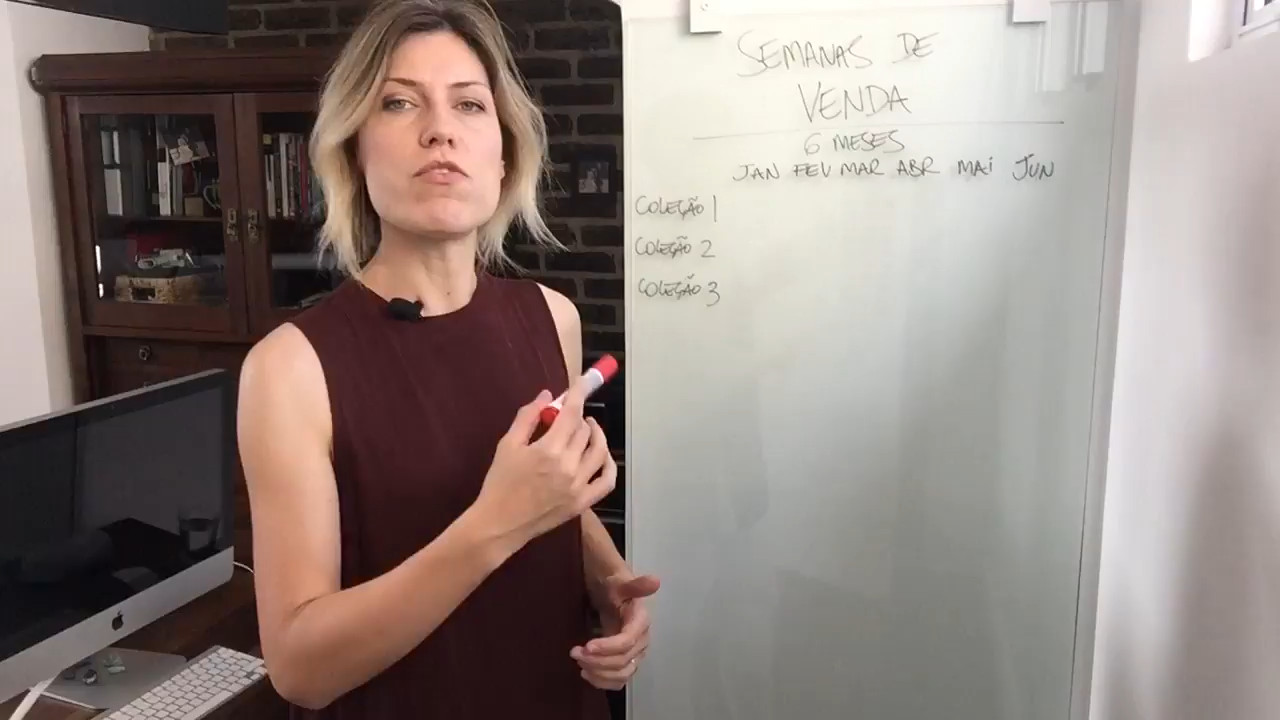 SEMANAS DE
VENDA
6 MESES
JAN FEV MAR ABR MAi JUN
COLEÇÃO 1
COLEÇÃO 2
COLEÇÃO 3